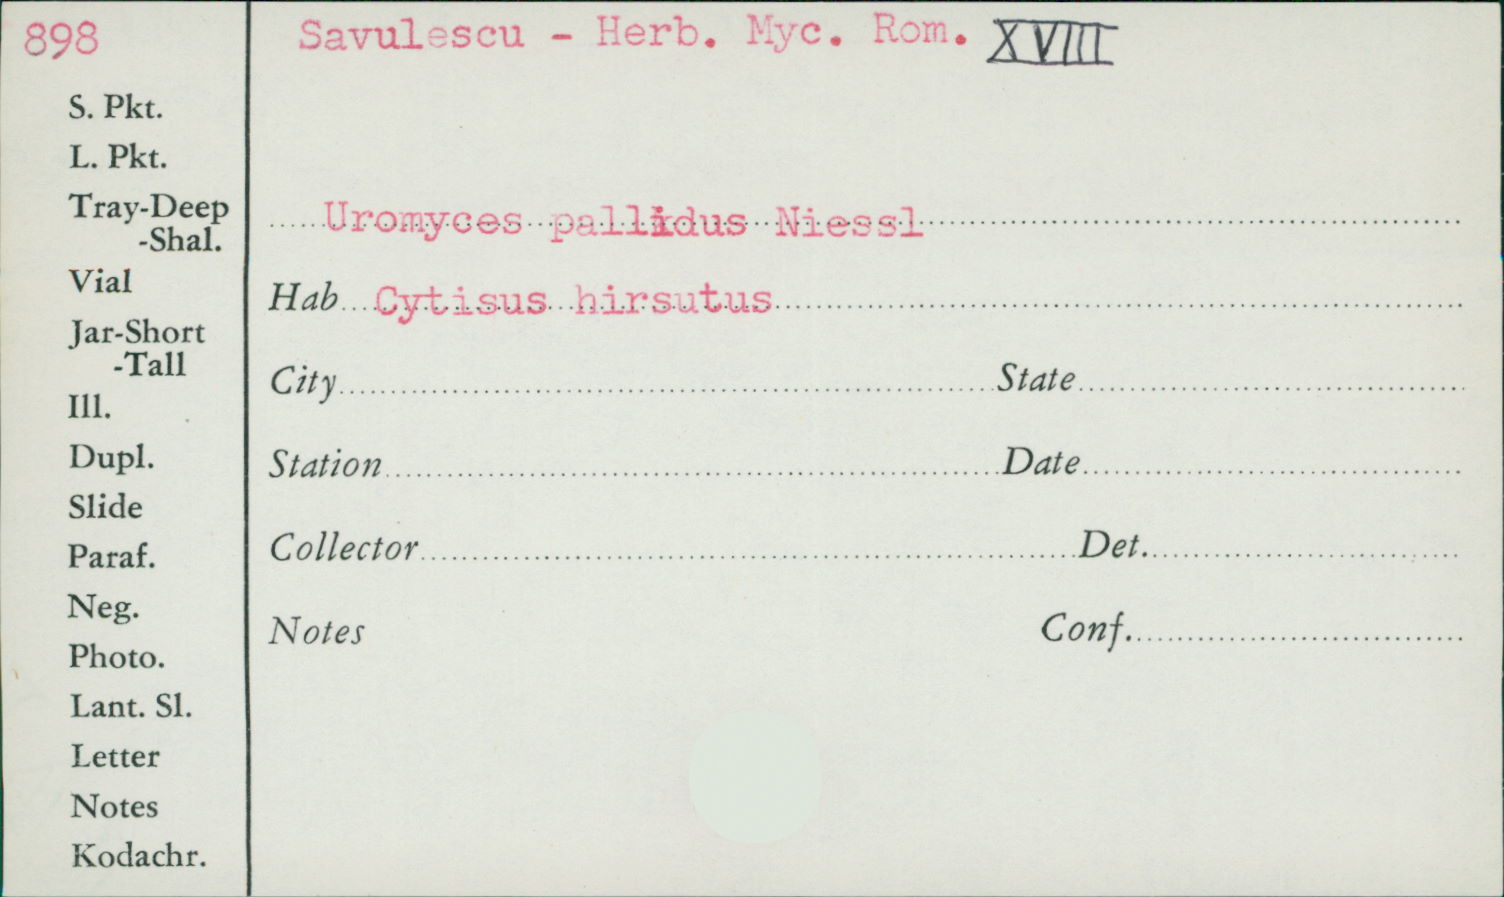 898
Savulescu - Herb. Myc. Rom. XVIII
S. Pkt.
L. Pkt.
Tray-Deep
-Shal.
Vial
Jar-Short
-Tall
Ill.
Dupl.
Slide
Paraf.
Neg.
Photo.
Lant. Sl.
Letter
Notes
Kodachr.
Uromyces pallidus Niessl
Hab Cytisus hirsutus
City State
Station Date
Collector Det.
Notes Conf.